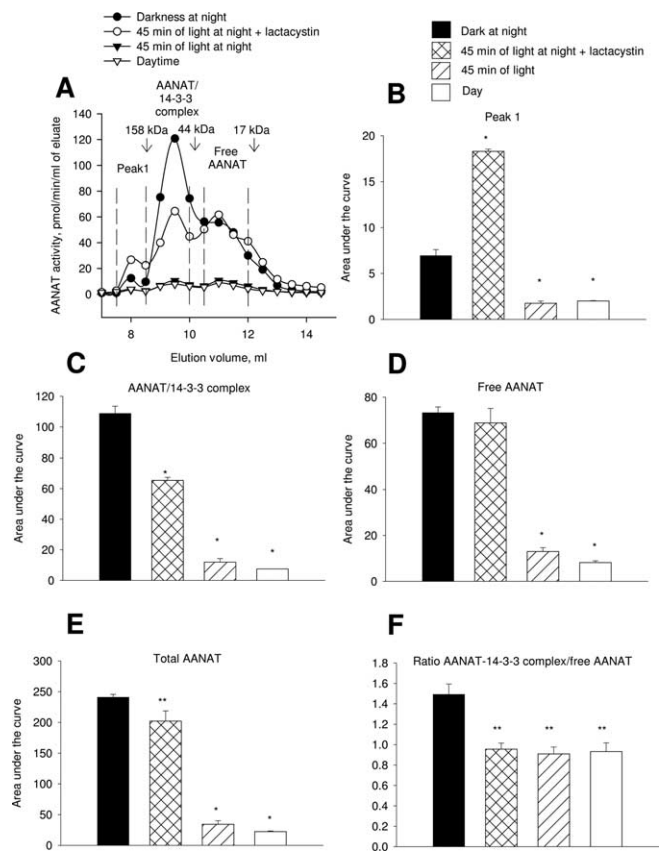 Darkness at night
45 min of light at night + lactacystin
45 min of light at night
Daytime
Dark at night
45 min of light at night + lactacystin
45 min of light
Day
A
AANAT/
14-3-3
complex
158 kDa
44 kDa
17 kDa
Peak1
Free
AANAT
AANAT activity, pmol/min/ml of eluate
140
120
100
80
60
40
20
0
8
10
12
14
Elution volume, ml
B
Peak 1
Area under the curve
20
15
10
5
0
*
*
*
C
AANAT/14-3-3 complex
Area under the curve
120
100
80
60
40
20
0
*
*
*
D
Free AANAT
Area under the curve
80
60
40
20
0
*
*
E
Total AANAT
Area under the curve
300
250
200
150
100
50
0
**
*
*
F
Ratio AANAT-14-3-3 complex/free AANAT
1.8
1.6
1.4
1.2
1.0
0.8
0.6
0.4
0.2
0.0
**
**
**